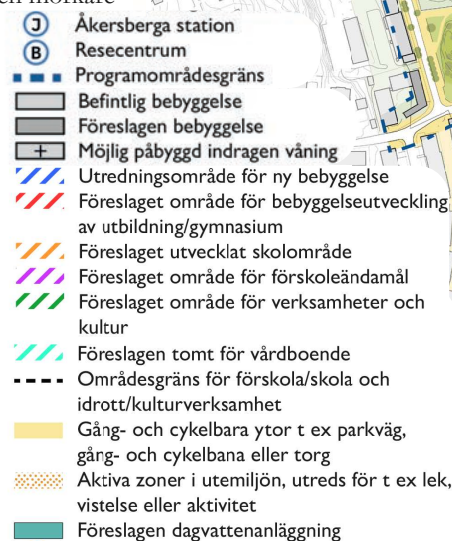 J Åkersberga station
B Resecentrum
Programområdesgräns
Befintlig bebyggelse
Föreslagen bebyggelse
+ Möjlig påbyggd indragen våning
Utredningsområde för ny bebyggelse
Föreslaget område för bebyggelseutveckling
av utbildning/gymnasium
Föreslaget utvecklat skolområde
Föreslaget område för förskoleändamål
Föreslaget område för verksamheter och
kultur
Föreslagen tomt för vårdboende
Områdesgräns för förskola/skola och
idrott/kulturverksamhet
Gång- och cykelbara ytor t ex parkväg,
gång- och cykelbana eller torg
Aktiva zoner i utemiljön, utreds för t ex lek,
vistelse eller aktivitet
Föreslagen dagvattenanläggning